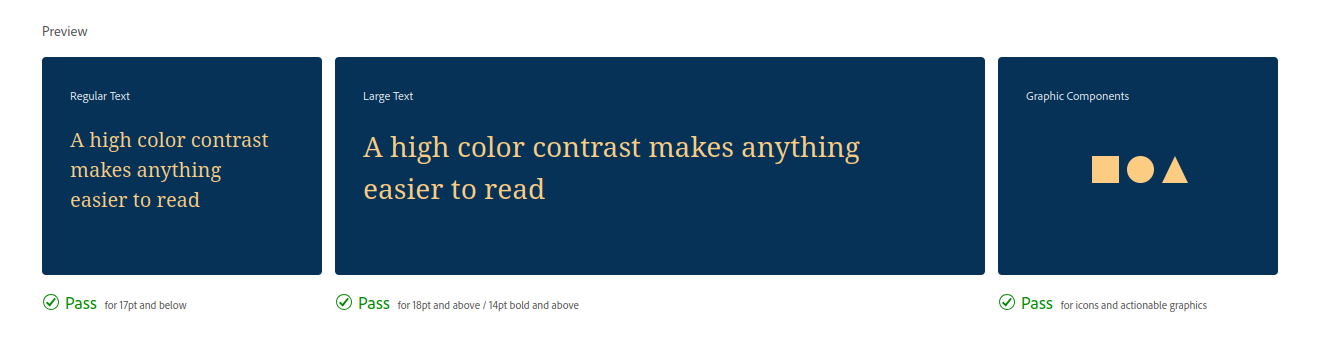 Preview
Regular Text
A high color contrast
makes anything
easier to read
Pass for 17pt and below
Large Text
A high color contrast makes anything
easier to read
Pass for 18pt and above / 14pt bold and above
Graphic Components
Pass for icons and actionable graphics